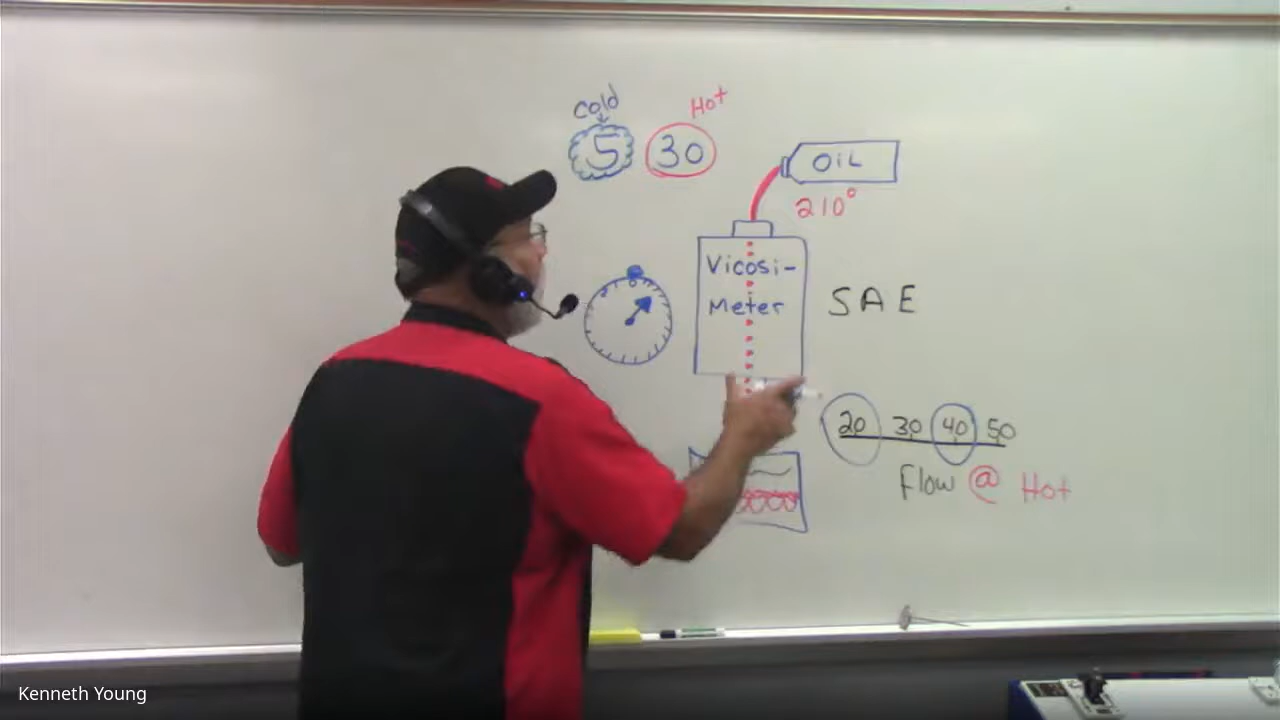 Cold Hot
5 30
OIL
210°
Vicosi-
Meter
SAE
20 30 40 50
Flow @ Hot
Kenneth Young